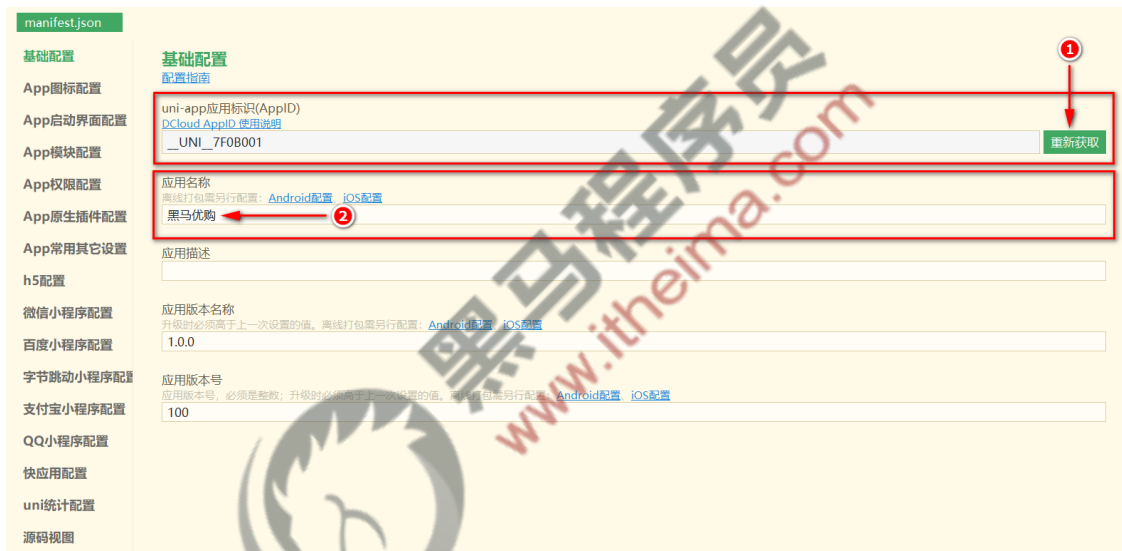 manifest.json
基础配置
App图标配置
App启动界面配置
App模块配置
App权限配置
App原生插件配置
App常用其它设置
h5配置
微信小程序配置
百度小程序配置
字节跳动小程序配置
支付宝小程序配置
QQ小程序配置
快应用配置
uni统计配置
源码视图
基础配置
配置指南
1
uni-app应用标识(AppID)
DCloud AppID 使用说明
__UNI__7F0B001
重新获取
应用名称
离线打包需另行配置：Android配置、iOS配置
黑马优购
2
应用描述
应用版本名称
升级时必须高于上一次设置的值。离线打包需另行配置：Android配置、iOS配置
1.0.0
应用版本号
应用版本号，必须是整数；升级时必须高于上一次设置的值。离线打包需另行配置：Android配置、iOS配置
100
黑马程序员
www.itheima.com